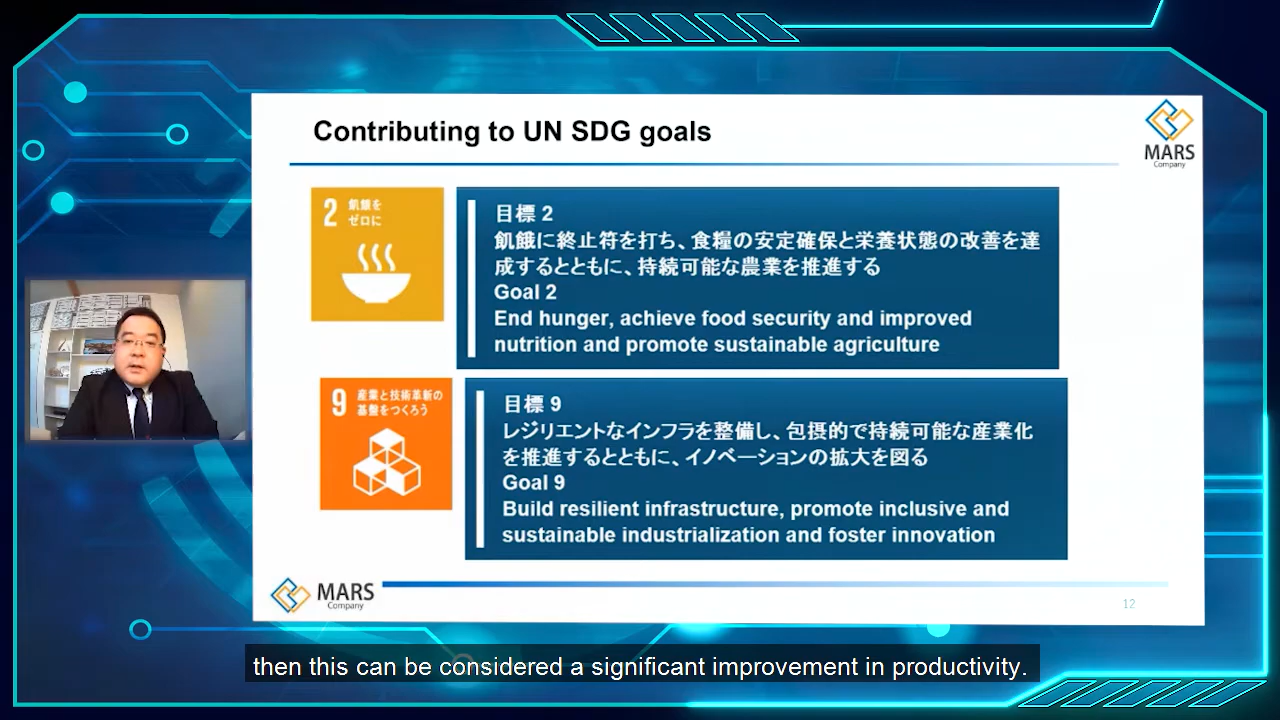 Contributing to UN SDG goals
MARS
Company
2 飢餓を
ゼロに
目標 2
飢餓に終止符を打ち、食糧の安定確保と栄養状態の改善を達
成するとともに、持続可能な農業を推進する
Goal 2
End hunger, achieve food security and improved
nutrition and promote sustainable agriculture
9 産業と技術革新の
基盤をつくろう
目標 9
レジリエントなインフラを整備し、包摂的で持続可能な産業化
を推進するとともに、イノベーションの拡大を図る
Goal 9
Build resilient infrastructure, promote inclusive and
sustainable industrialization and foster innovation
MARS
Company
12
then this can be considered a significant improvement in productivity.